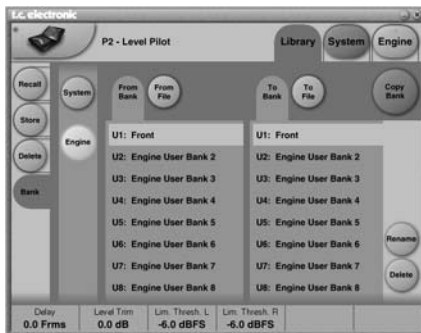 t.c. electronic
P2 - Level Pilot
Library
System
Engine
Recall
Store
Delete
Bank
System
Engine
From Bank
From File
To Bank
To File
Copy Bank
U1: Front
U2: Engine User Bank 2
U3: Engine User Bank 3
U4: Engine User Bank 4
U5: Engine User Bank 5
U6: Engine User Bank 6
U7: Engine User Bank 7
U8: Engine User Bank 8
U1: Front
U2: Engine User Bank 2
U3: Engine User Bank 3
U4: Engine User Bank 4
U5: Engine User Bank 5
U6: Engine User Bank 6
U7: Engine User Bank 7
U8: Engine User Bank 8
Rename
Delete
Delay
0.0 Frms
Level Trim
0.0 dB
Lim. Thresh. L
-6.0 dBFS
Lim. Thresh. R
-6.0 dBFS